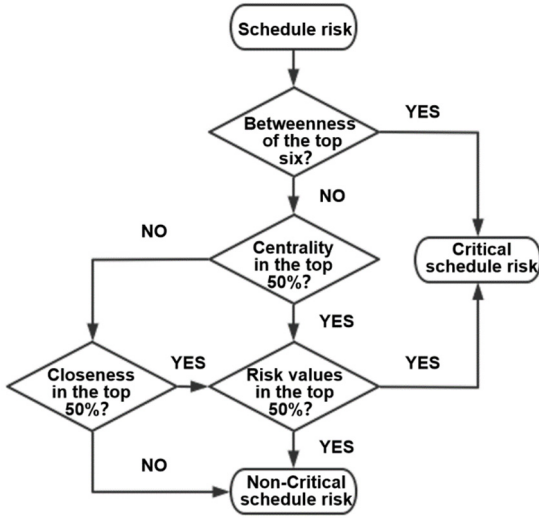 Schedule risk
Betweenness
of the top
six?
YES
NO
NO
Centrality
in the top
50%?
Critical
schedule risk
YES
Closeness
in the top
50%?
YES
Risk values
in the top
50%?
YES
YES
NO
Non-Critical
schedule risk